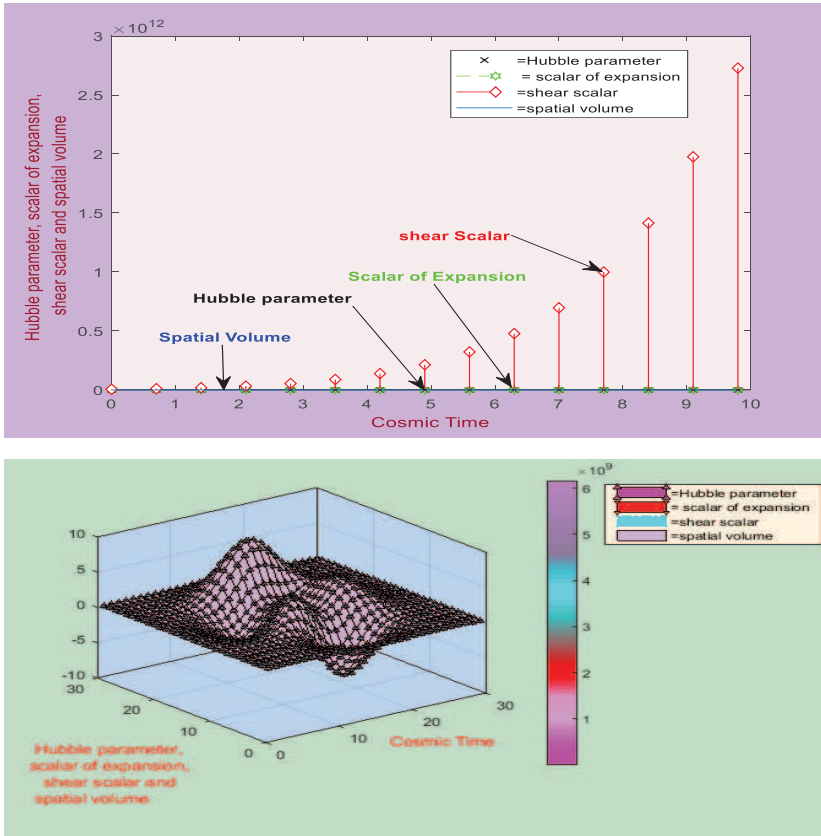 ×10^12
3
2.5
2
1.5
1
0.5
0
Hubble parameter, scalar of expansion,
shear scalar and spatial volume
=Hubble parameter
= scalar of expansion
=shear scalar
=spatial volume
shear Scalar
Scalar of Expansion
Hubble parameter
Spatial Volume
0 1 2 3 4 5 6 7 8 9 10
Cosmic Time
×10^9
6
5
4
3
2
1
=Hubble parameter
= scalar of expansion
=shear scalar
=spatial volume
10
5
0
-5
-10
30
20
10
0
0
10
20
30
Cosmic Time
Hubble parameter,
scaliar of expansion,
shear scalar and
spatial volume